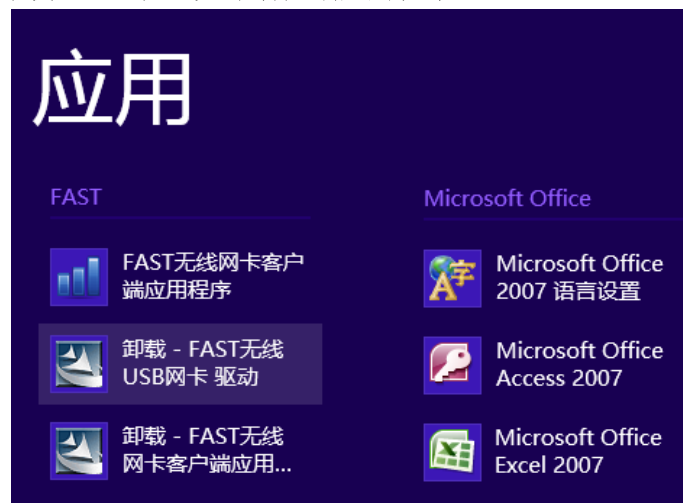 应用
FAST
FAST无线网卡客户
端应用程序
卸载 - FAST无线
USB网卡 驱动
卸载 - FAST无线
网卡客户端应用...
Microsoft Office
Microsoft Office
2007 语言设置
Microsoft Office
Access 2007
Microsoft Office
Excel 2007